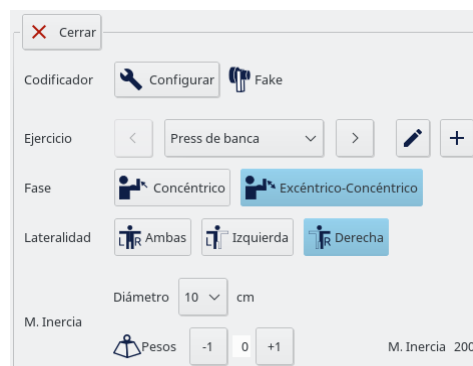 Cerrar
Codificador Configurar Fake
Ejercicio < Press de banca > +
Fase Concéntrico Excéntrico-Concéntrico
Lateralidad L R Ambas L Izquierda R Derecha
Diámetro 10 cm
M. Inercia
Pesos -1 0 +1 M. Inercia 200